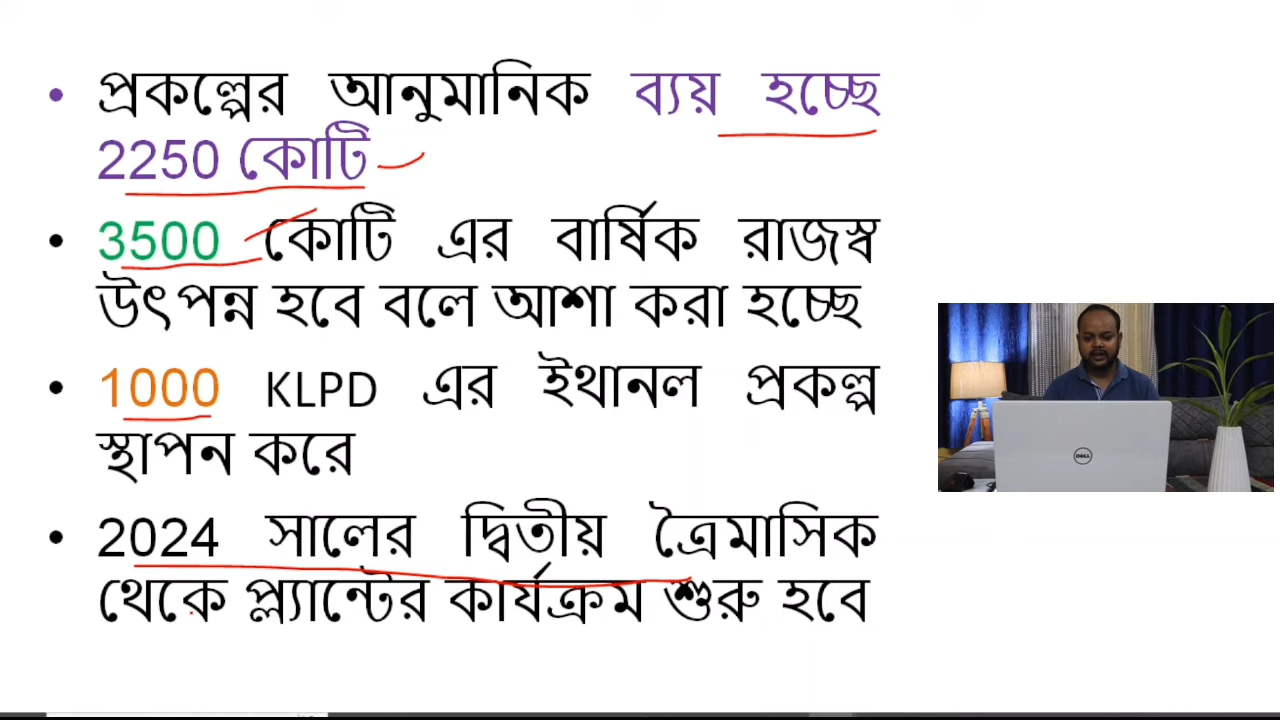 • প্রকল্পের আনুমানিক ব্যয় হচ্ছে
2250 কোটি
• 3500 কোটি এর বার্ষিক রাজস্ব
উৎপন্ন হবে বলে আশা করা হচ্ছে
• 1000 KLPD এর ইথানল প্রকল্প
স্থাপন করে
• 2024 সালের দ্বিতীয় ত্রৈমাসিক
থেকে প্ল্যান্টের কার্যক্রম শুরু হবে
DELL